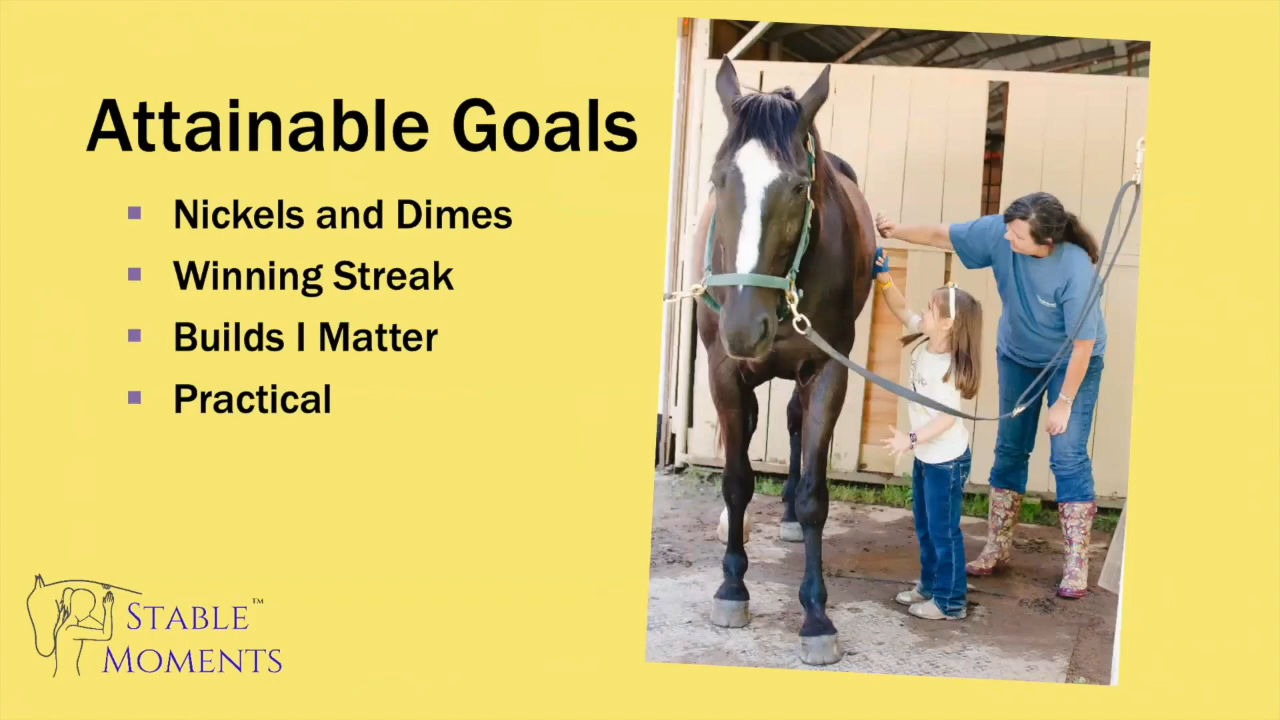 Attainable Goals
Nickels and Dimes
Winning Streak
Builds I Matter
Practical
STABLE™
MOMENTS